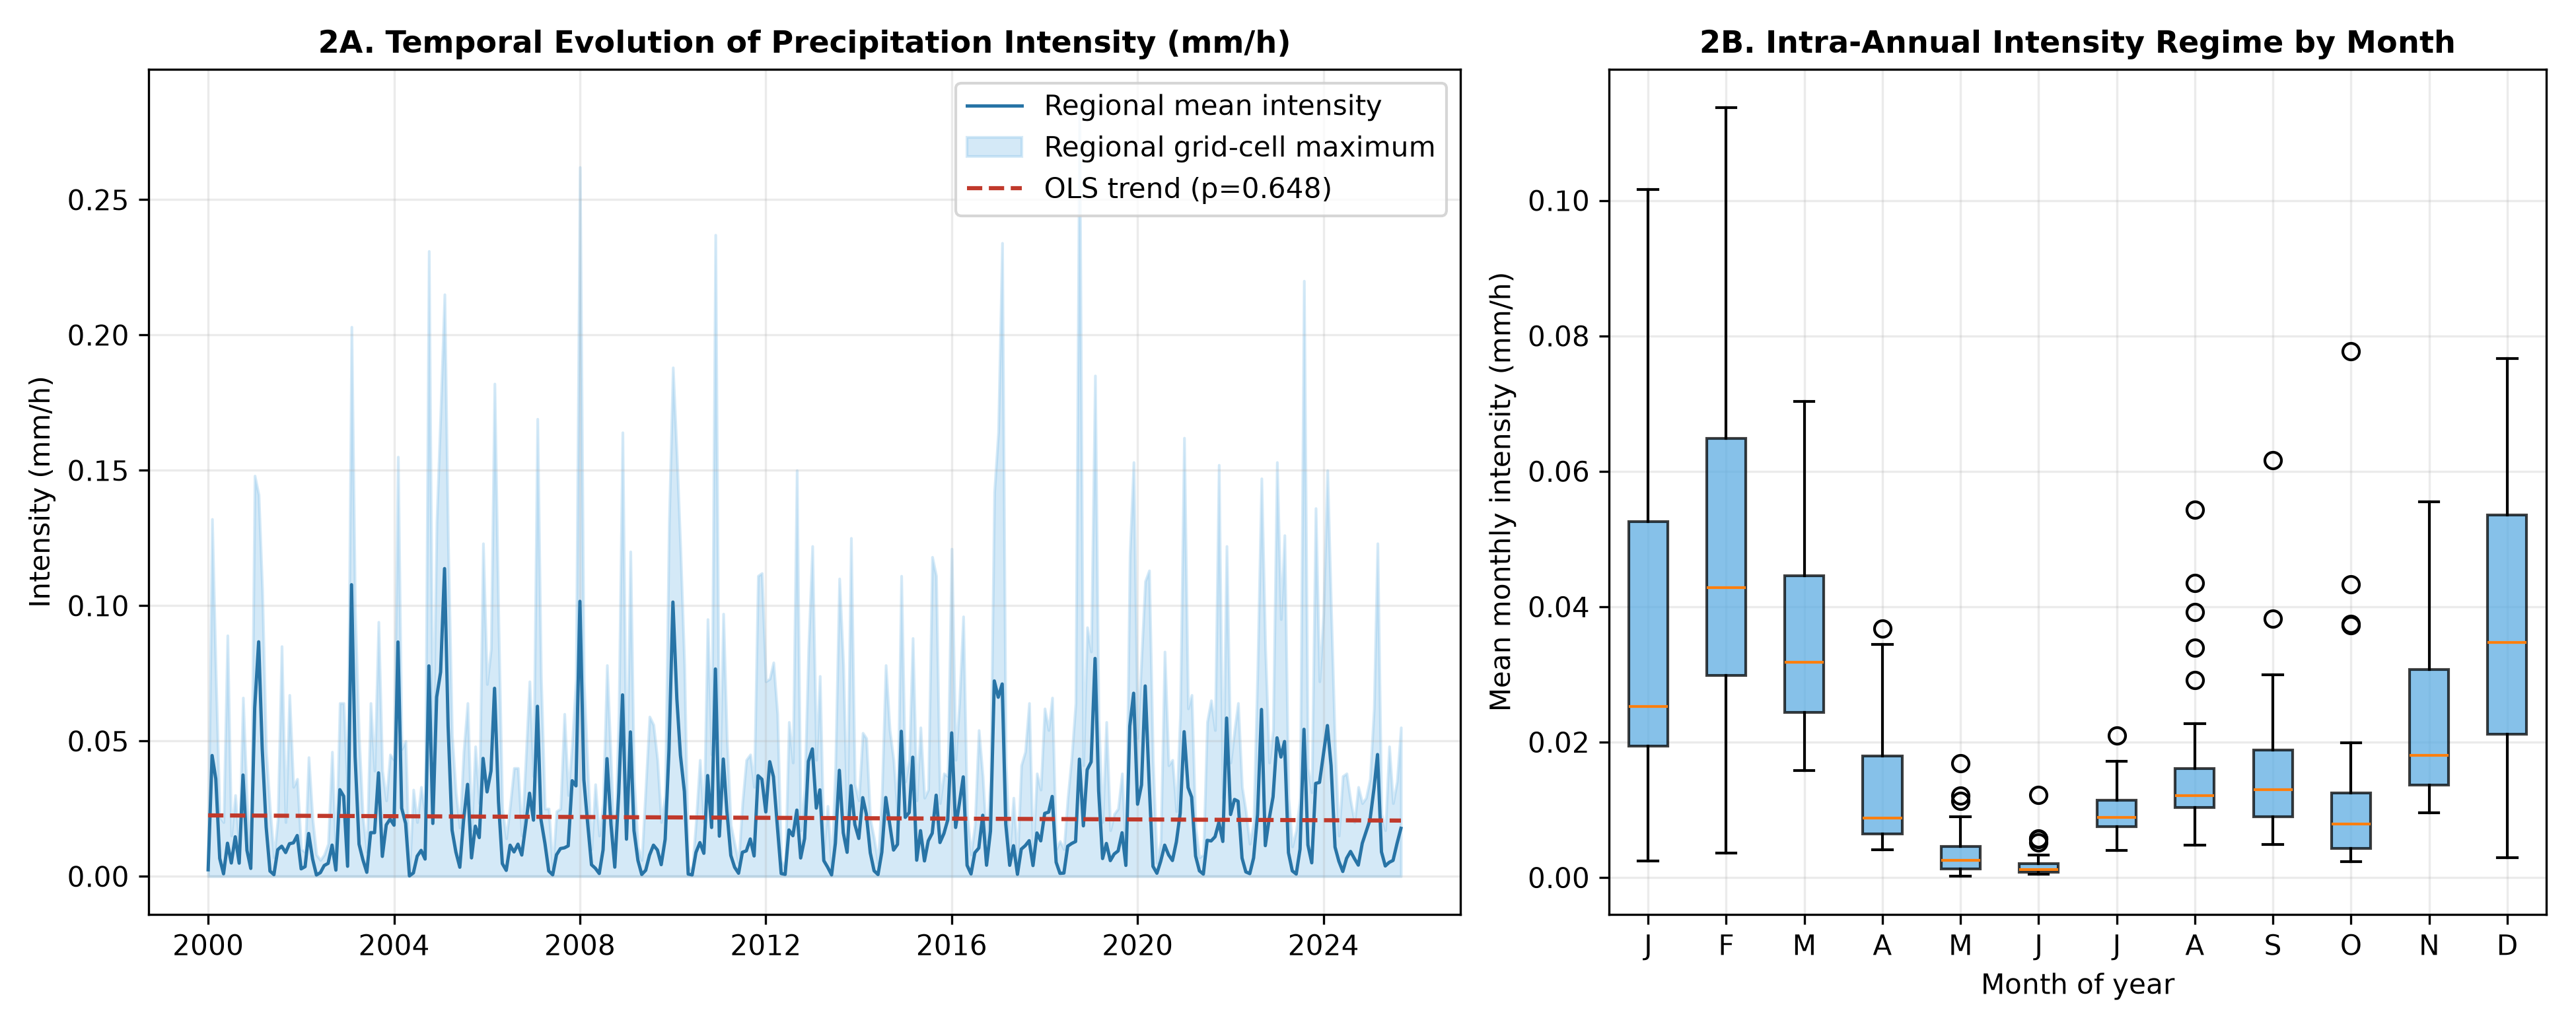 2A. Temporal Evolution of Precipitation Intensity (mm/h)
Intensity (mm/h)
0.25
0.20
0.15
0.10
0.05
0.00
Regional mean intensity
Regional grid-cell maximum
OLS trend (p=0.648)
2000 2004 2008 2012 2016 2020 2024
2B. Intra-Annual Intensity Regime by Month
Mean monthly intensity (mm/h)
0.10
0.08
0.06
0.04
0.02
0.00
J F M A M J J A S O N D
Month of year